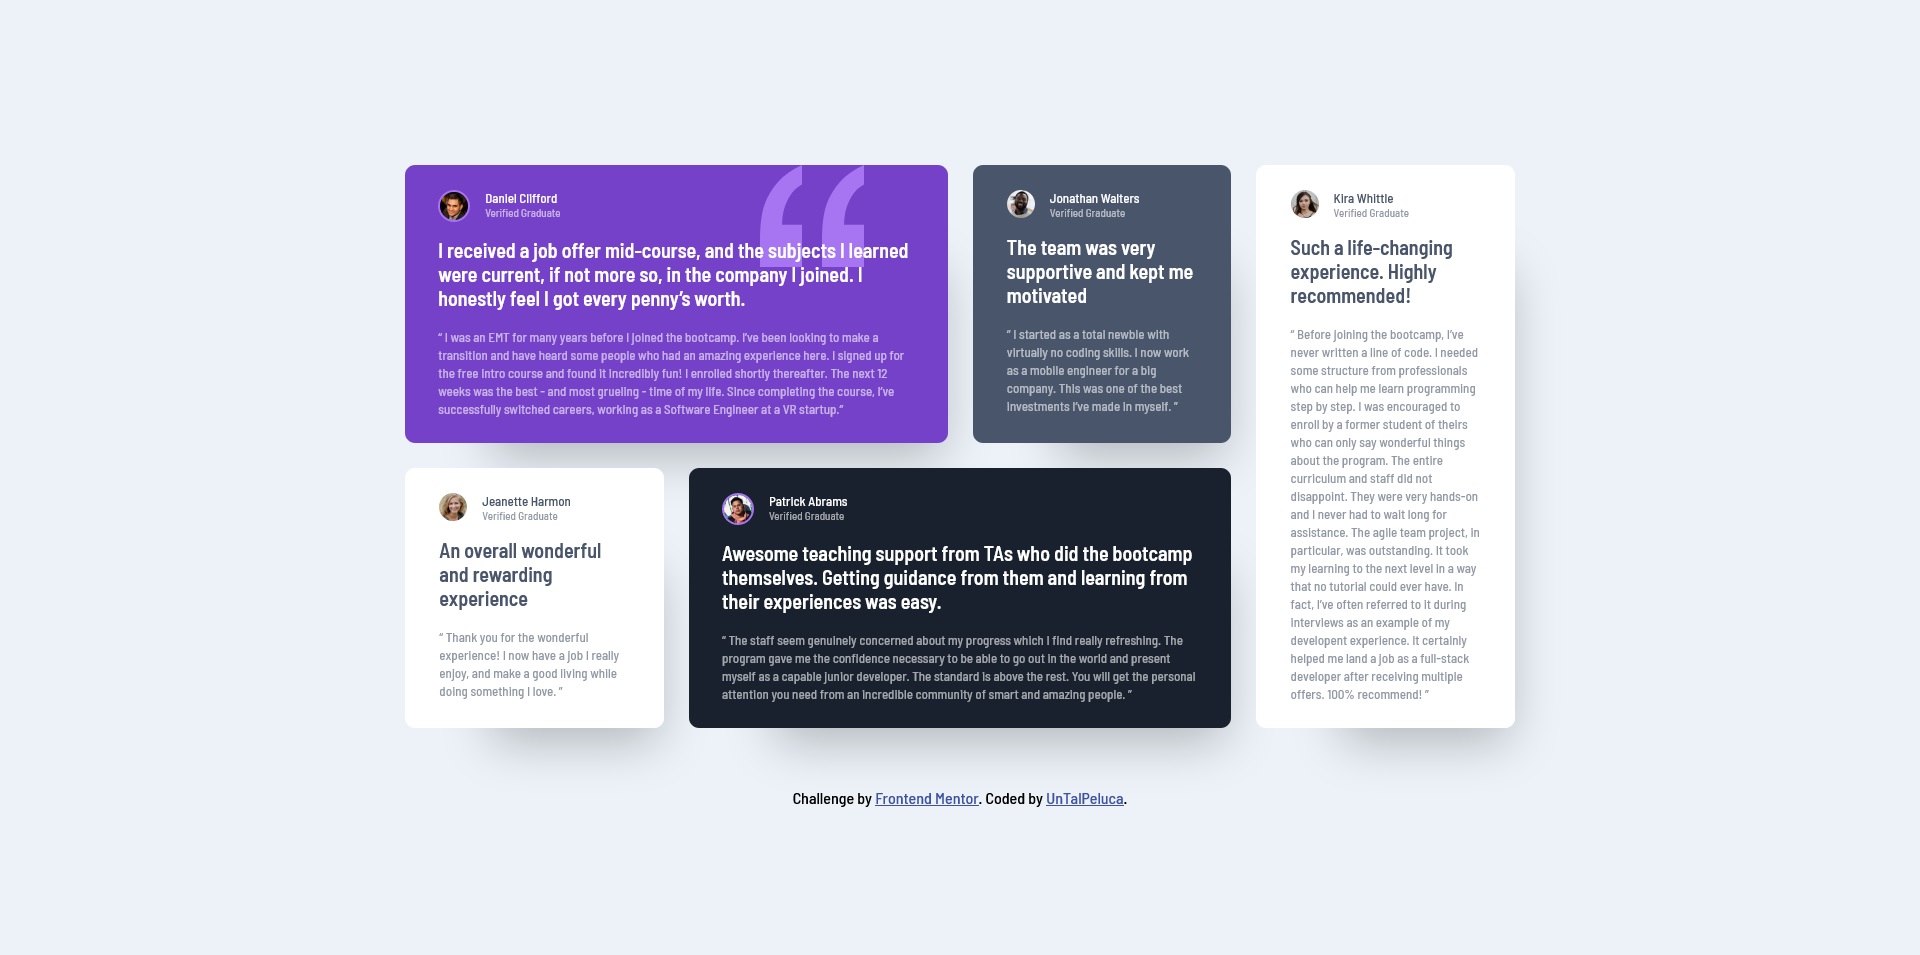 Daniel Clifford
Verified Graduate
I received a job offer mid-course, and the subjects I learned
were current, if not more so, in the company I joined. I
honestly feel I got every penny’s worth.
“ I was an EMT for many years before I joined the bootcamp. I’ve been looking to make a
transition and have heard some people who had an amazing experience here. I signed up for
the free intro course and found it incredibly fun! I enrolled shortly thereafter. The next 12
weeks was the best - and most grueling - time of my life. Since completing the course, I’ve
successfully switched careers, working as a Software Engineer at a VR startup.”
Jonathan Walters
Verified Graduate
The team was very
supportive and kept me
motivated
“ I started as a total newbie with
virtually no coding skills. I now work
as a mobile engineer for a big
company. This was one of the best
investments I’ve made in myself. ”
Kira Whittle
Verified Graduate
Such a life-changing
experience. Highly
recommended!
“ Before joining the bootcamp, I’ve
never written a line of code. I needed
some structure from professionals
who can help me learn programming
step by step. I was encouraged to
enroll by a former student of theirs
who can only say wonderful things
about the program. The entire
curriculum and staff did not
disappoint. They were very hands-on
and I never had to wait long for
assistance. The agile team project, in
particular, was outstanding. It took
my learning to the next level in a way
that no tutorial could ever have. In
fact, I’ve often referred to it during
interviews as an example of my
developent experience. It certainly
helped me land a job as a full-stack
developer after receiving multiple
offers. 100% recommend! ”
Jeanette Harmon
Verified Graduate
An overall wonderful
and rewarding
experience
“ Thank you for the wonderful
experience! I now have a job I really
enjoy, and make a good living while
doing something I love. ”
Patrick Abrams
Verified Graduate
Awesome teaching support from TAs who did the bootcamp
themselves. Getting guidance from them and learning from
their experiences was easy.
“ The staff seem genuinely concerned about my progress which I find really refreshing. The
program gave me the confidence necessary to be able to go out in the world and present
myself as a capable junior developer. The standard is above the rest. You will get the personal
attention you need from an incredible community of smart and amazing people. ”
Challenge by Frontend Mentor. Coded by UnTalPeluca.